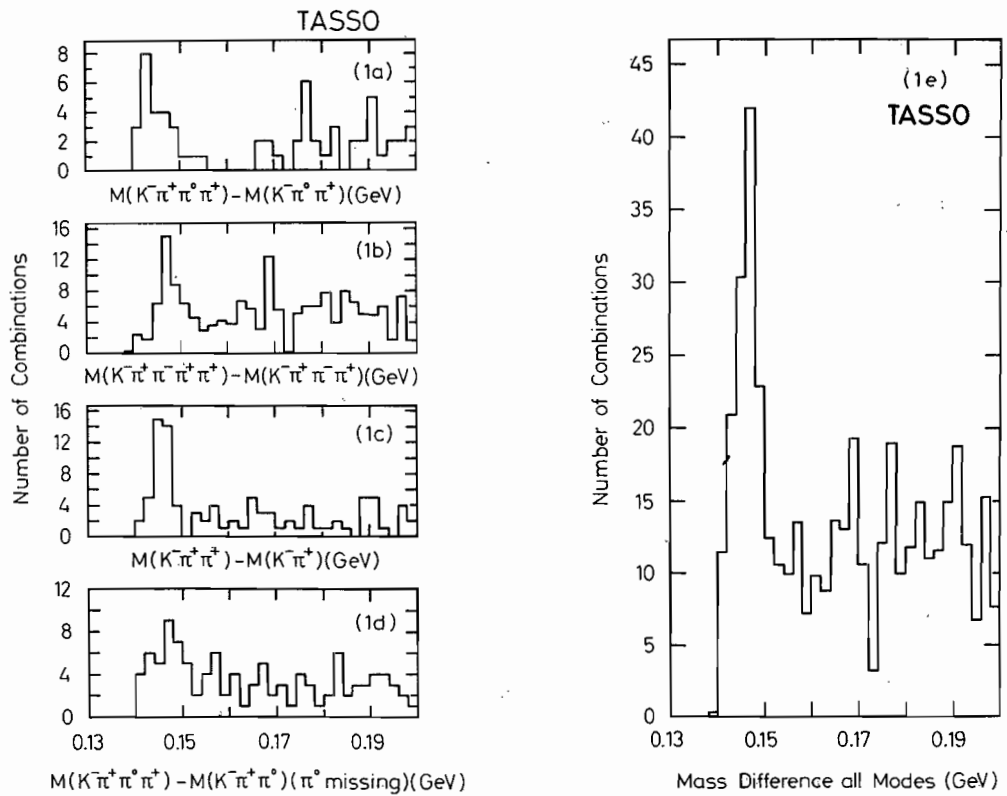 TASSO
8
6
4
2
0
(1a)
M(K⁻π⁺π°π⁺)−M(K⁻π°π⁺)(GeV)
16
12
8
4
0
(1b)
M(K⁻π⁺π⁻π⁺π⁺)−M(K⁻π⁺π⁻π⁺)(GeV)
Number of Combinations
16
12
8
4
0
(1c)
M(K⁻π⁺π⁺)−M(K⁻π⁺)(GeV)
12
8
4
0
(1d)
0.13 0.15 0.17 0.19
M(K⁻π⁺π°π⁺)−M(K⁻π⁺π°)(π° missing)(GeV)
(1e)
TASSO
45
40
35
30
25
20
15
10
5
0
Number of Combinations
0.13 0.15 0.17 0.19
Mass Difference all Modes (GeV)